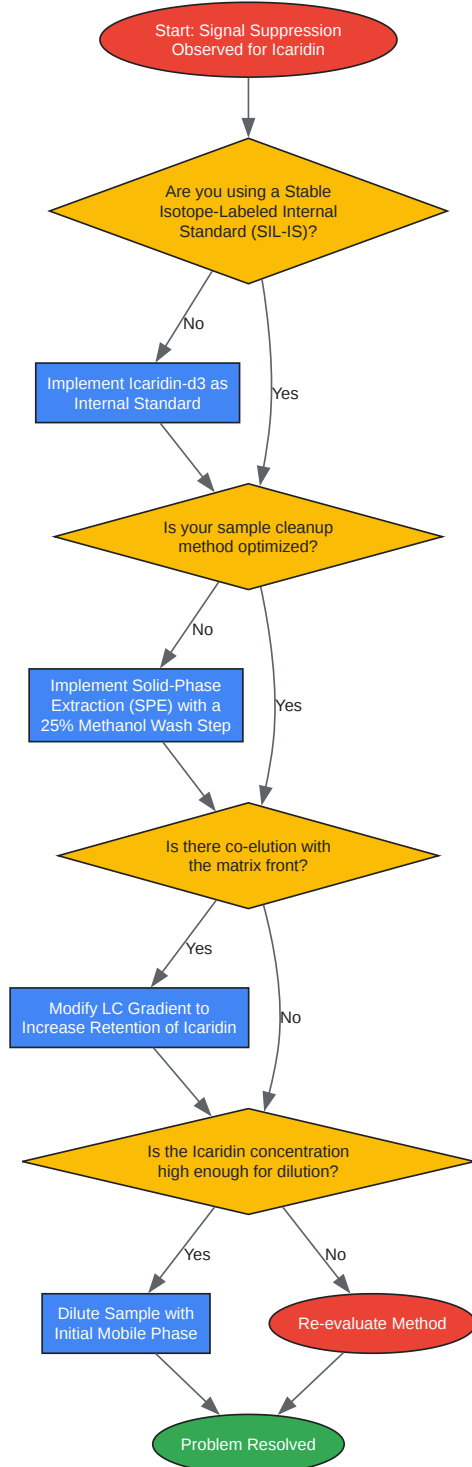 Start: Signal Suppression
Observed for Icaridin
Are you using a Stable
Isotope-Labeled Internal
Standard (SIL-IS)?
No
Implement Icaridin-d3 as
Internal Standard
Yes
Is your sample cleanup
method optimized?
No
Implement Solid-Phase
Extraction (SPE) with a
25% Methanol Wash Step
Yes
Is there co-elution with
the matrix front?
Yes
Modify LC Gradient to
Increase Retention of Icaridin
No
Is the Icaridin concentration
high enough for dilution?
Yes
No
Dilute Sample with
Initial Mobile Phase
Re-evaluate Method
Problem Resolved